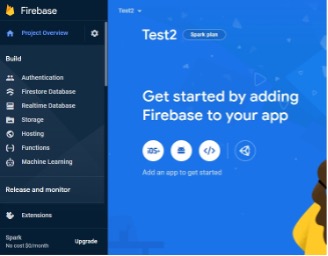 Firebase
Project Overview
Build
Authentication
Firestore Database
Realtime Database
Storage
Hosting
Functions
Machine Learning
Release and monitor
Extensions
Spark
No cost $0/month
Upgrade
Test2
Test2
Spark plan
Get started by adding
Firebase to your app
iOS+
Add an app to get started